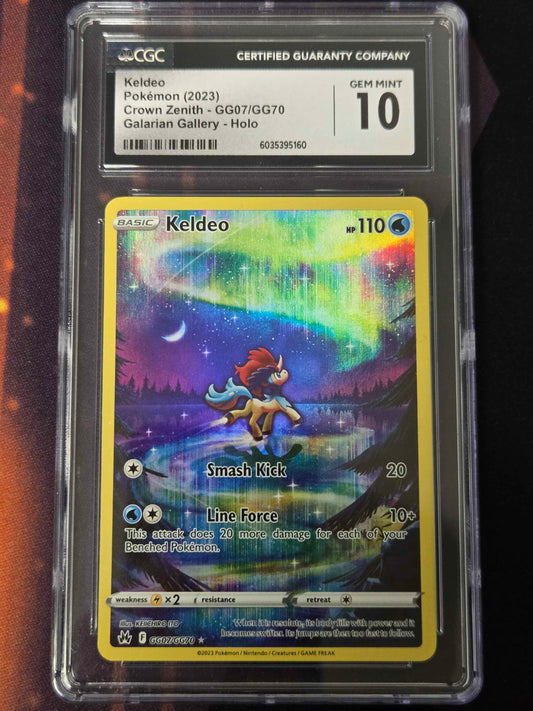 CGC CERTIFIED GUARANTY COMPANY
Keldeo
Pokémon (2023)
Crown Zenith - GG07/GG70
Galarian Gallery - Holo
GEM MINT
10
6035395160
BASIC Keldeo HP 110
Smash Kick 20
Line Force 10+
This attack does 20 more damage for each of your
Benched Pokémon.
weakness ×2 resistance retreat
Illus. KEIICHIRO ITO
F GG07/GG70
When it's resolute, its body fills with power and it
becomes swifter. Its jumps are then too fast to follow.
©2023 Pokémon / Nintendo / Creatures / GAME FREAK